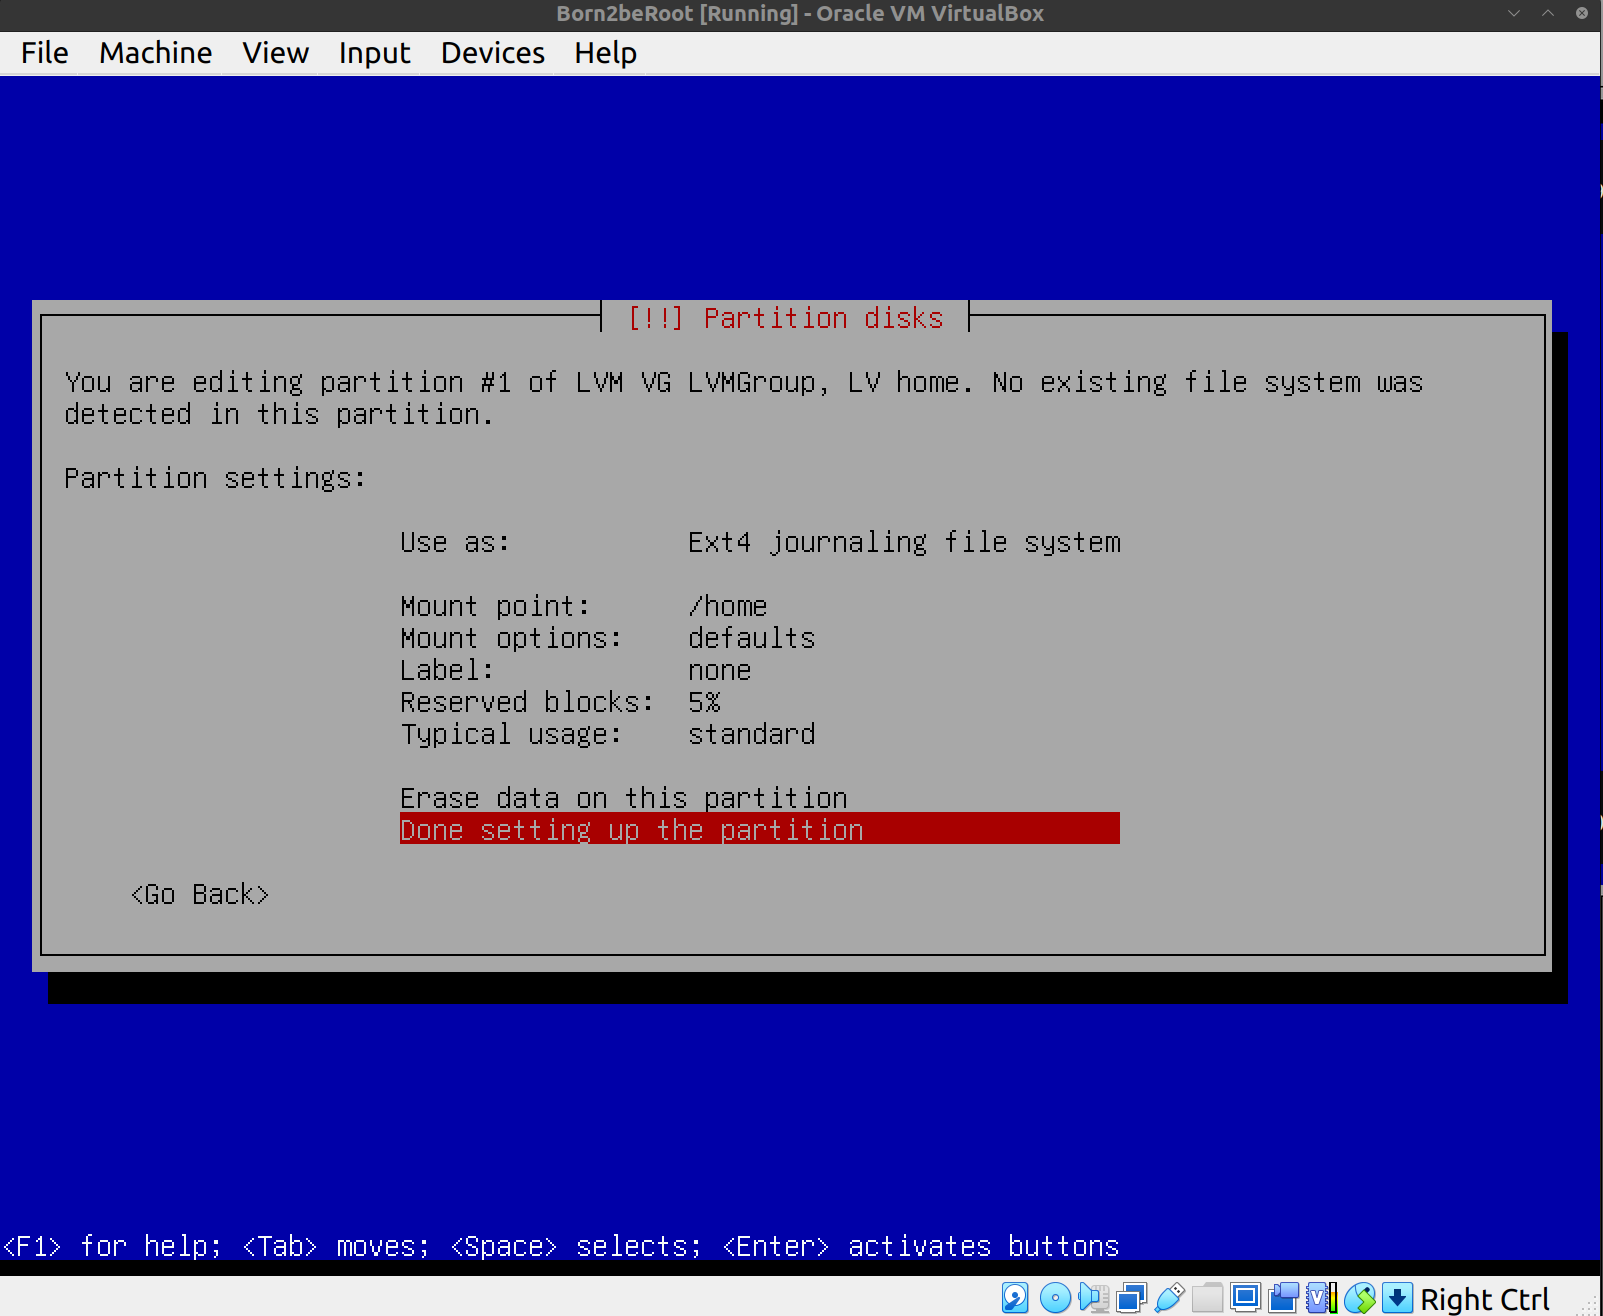 Born2beRoot [Running] - Oracle VM VirtualBox
File Machine View Input Devices Help
[!!] Partition disks
You are editing partition #1 of LVM VG LVMGroup, LV home. No existing file system was
detected in this partition.
Partition settings:
Use as: Ext4 journaling file system
Mount point: /home
Mount options: defaults
Label: none
Reserved blocks: 5%
Typical usage: standard
Erase data on this partition
Done setting up the partition
<Go Back>
<F1> for help; <Tab> moves; <Space> selects; <Enter> activates buttons
Right Ctrl